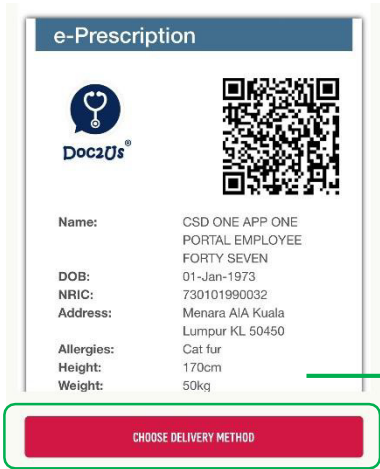 e-Prescription
Doc2Us®
Name: CSD ONE APP ONE
PORTAL EMPLOYEE
FORTY SEVEN
DOB: 01-Jan-1973
NRIC: 730101990032
Address: Menara AIA Kuala
Lumpur KL 50450
Allergies: Cat fur
Height: 170cm
Weight: 50kg
CHOOSE DELIVERY METHOD